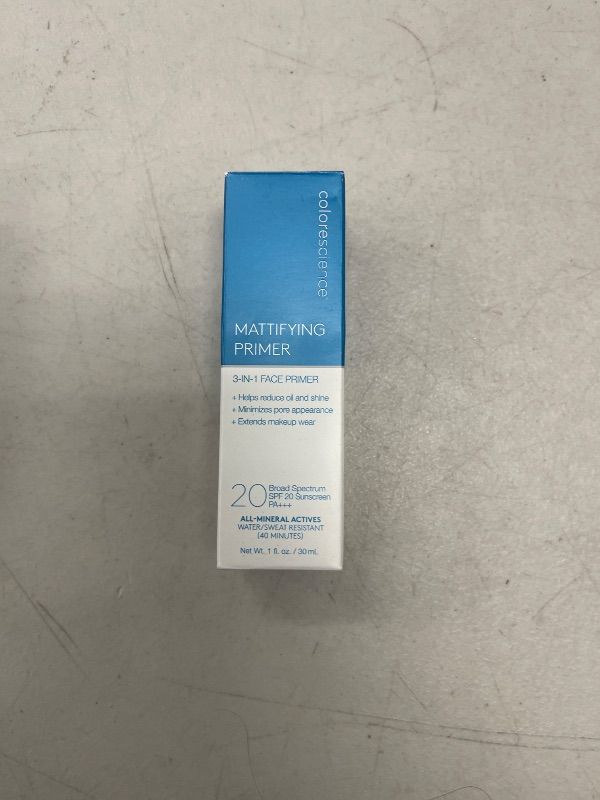 colorescience
MATTIFYING
PRIMER
3-IN-1 FACE PRIMER
+ Helps reduce oil and shine
+ Minimizes pore appearance
+ Extends makeup wear
20
Broad Spectrum
SPF 20 Sunscreen
PA+++
ALL-MINERAL ACTIVES
WATER/SWEAT RESISTANT
(40 MINUTES)
Net Wt. 1 fl. oz. / 30 mL